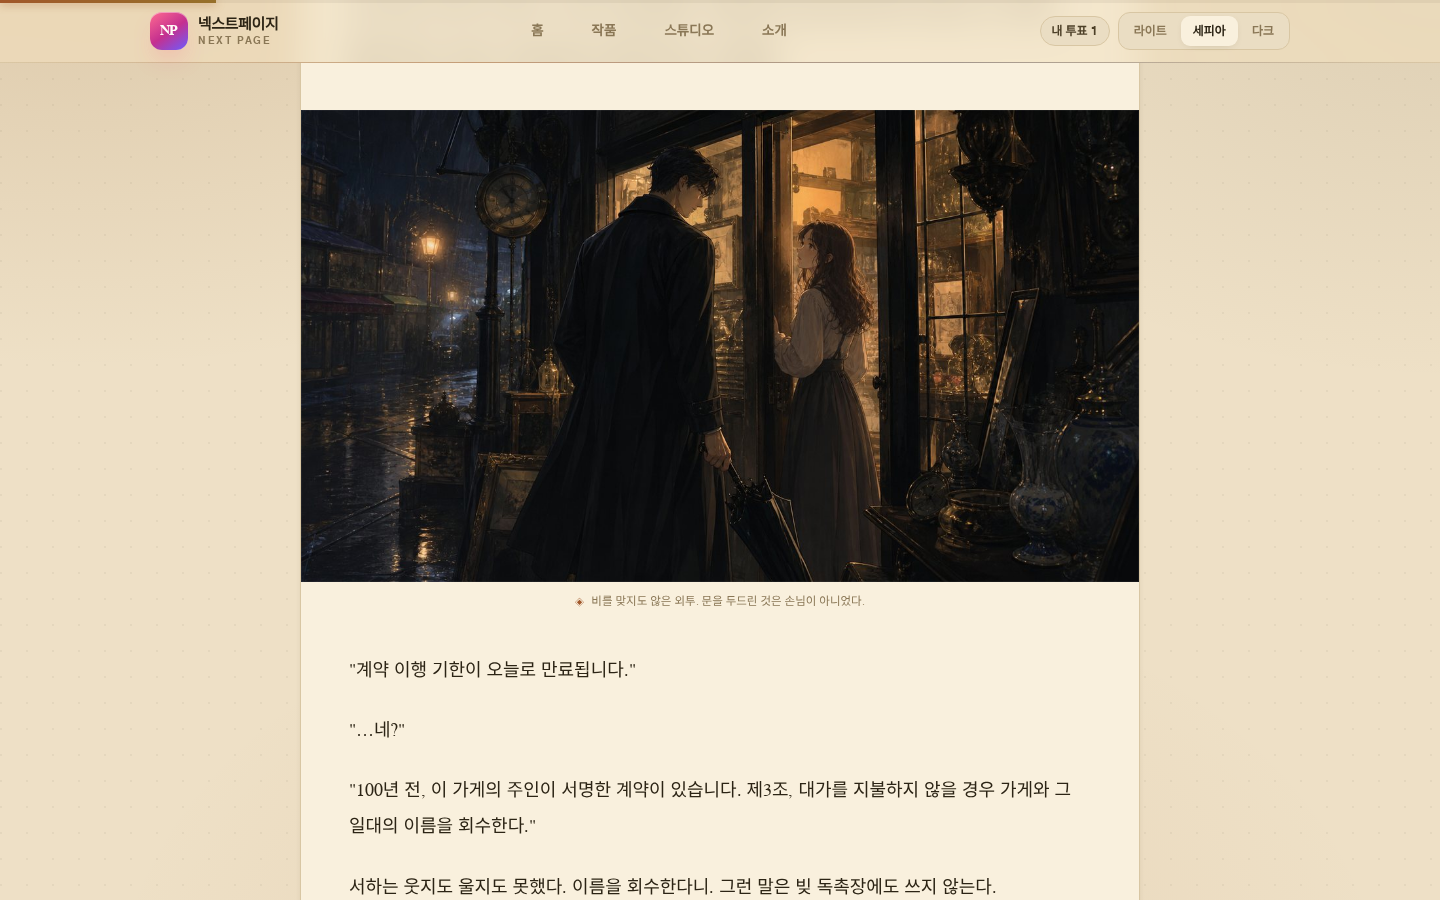 NP
넥스트페이지
NEXT PAGE
홈
작품
스튜디오
소개
내 투표 1
라이트
세피아
다크
◈ 비를 맞지도 않은 외투. 문을 두드린 것은 손님이 아니었다.
"계약 이행 기한이 오늘로 만료됩니다."
"…네?"
"100년 전, 이 가게의 주인이 서명한 계약이 있습니다. 제3조, 대가를 지불하지 않을 경우 가게와 그
일대의 이름을 회수한다."
서하는 웃지도 울지도 못했다. 이름을 회수한다니. 그런 말은 빚 독촉장에도 쓰지 않는다.